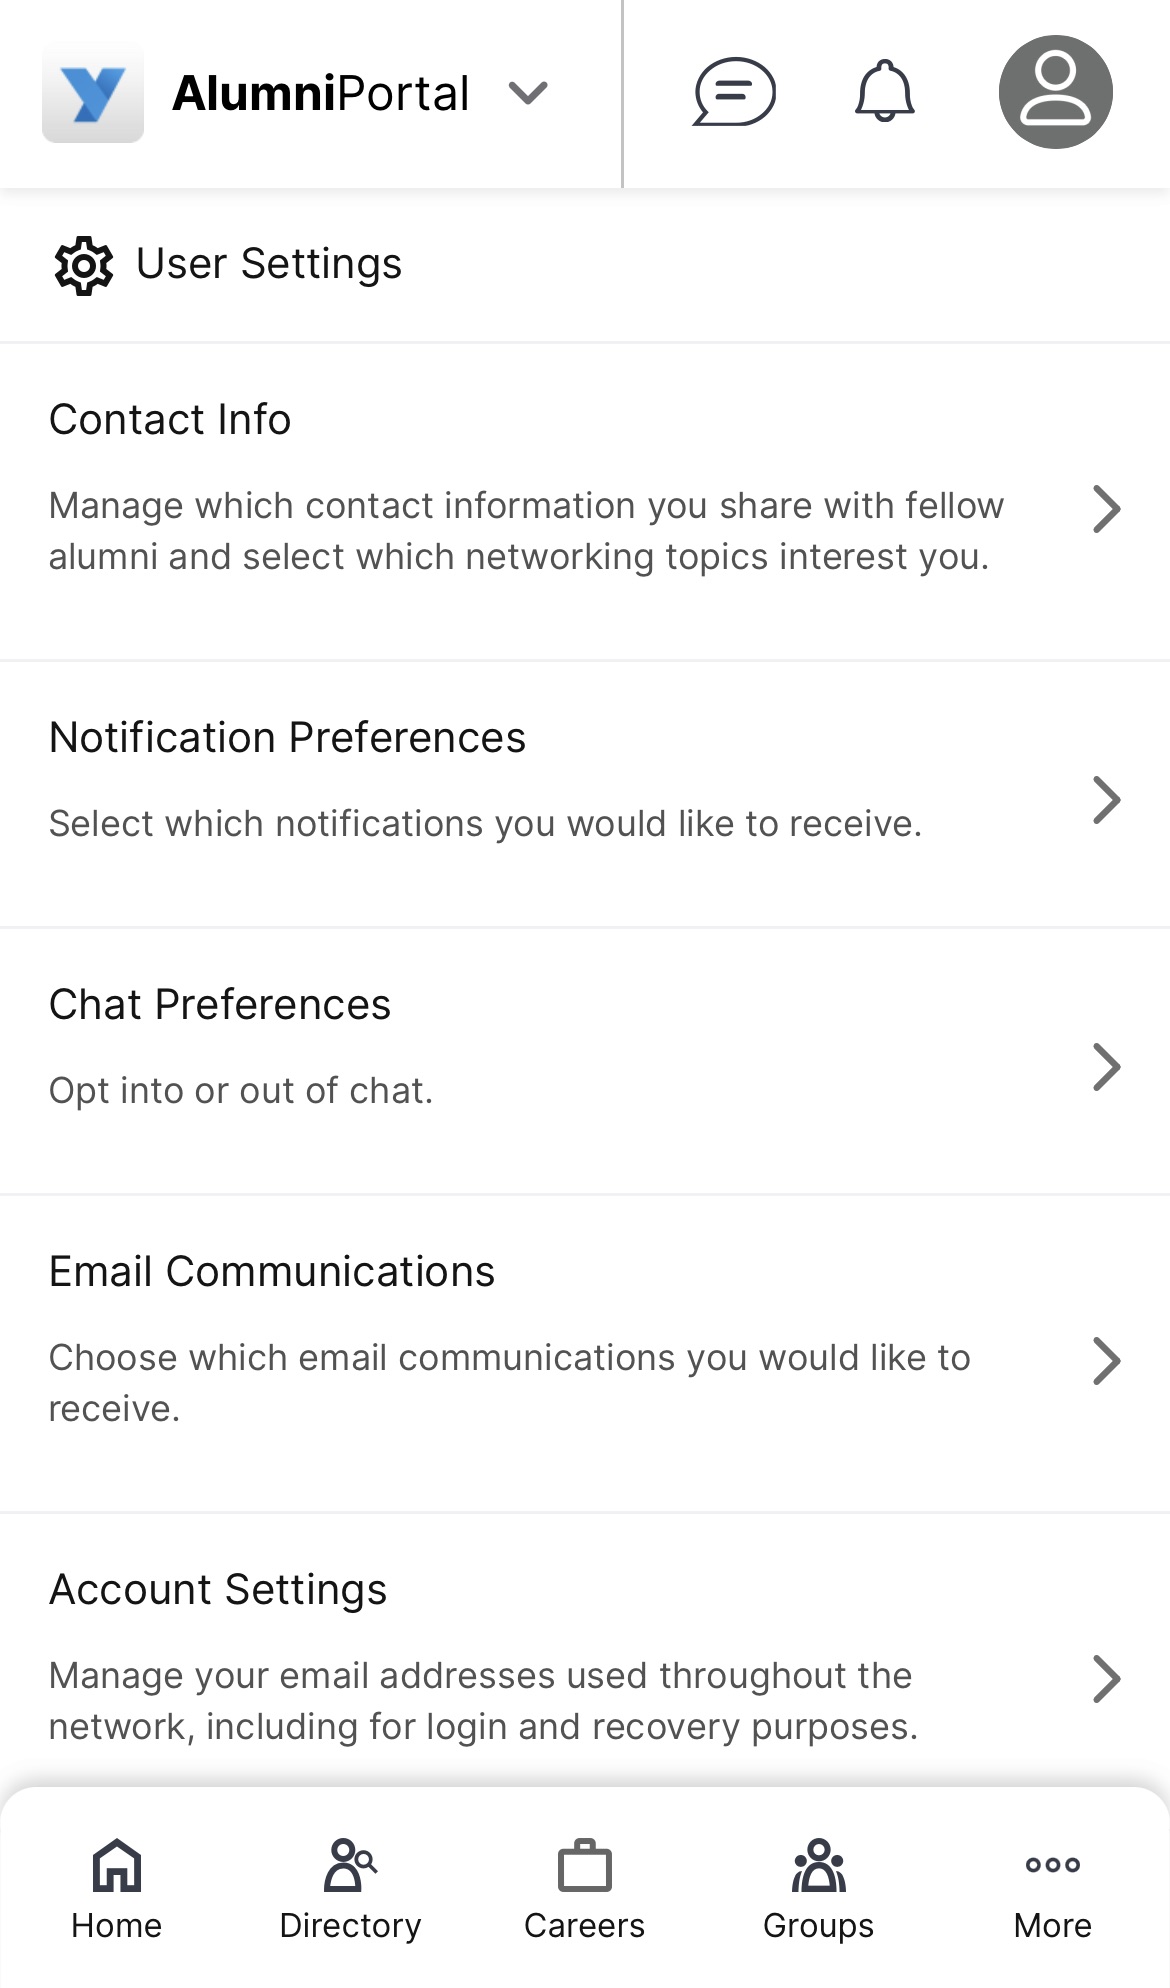 AlumniPortal
User Settings
Contact Info
Manage which contact information you share with fellow
alumni and select which networking topics interest you.
Notification Preferences
Select which notifications you would like to receive.
Chat Preferences
Opt into or out of chat.
Email Communications
Choose which email communications you would like to
receive.
Account Settings
Manage your email addresses used throughout the
network, including for login and recovery purposes.
Home
Directory
Careers
Groups
More